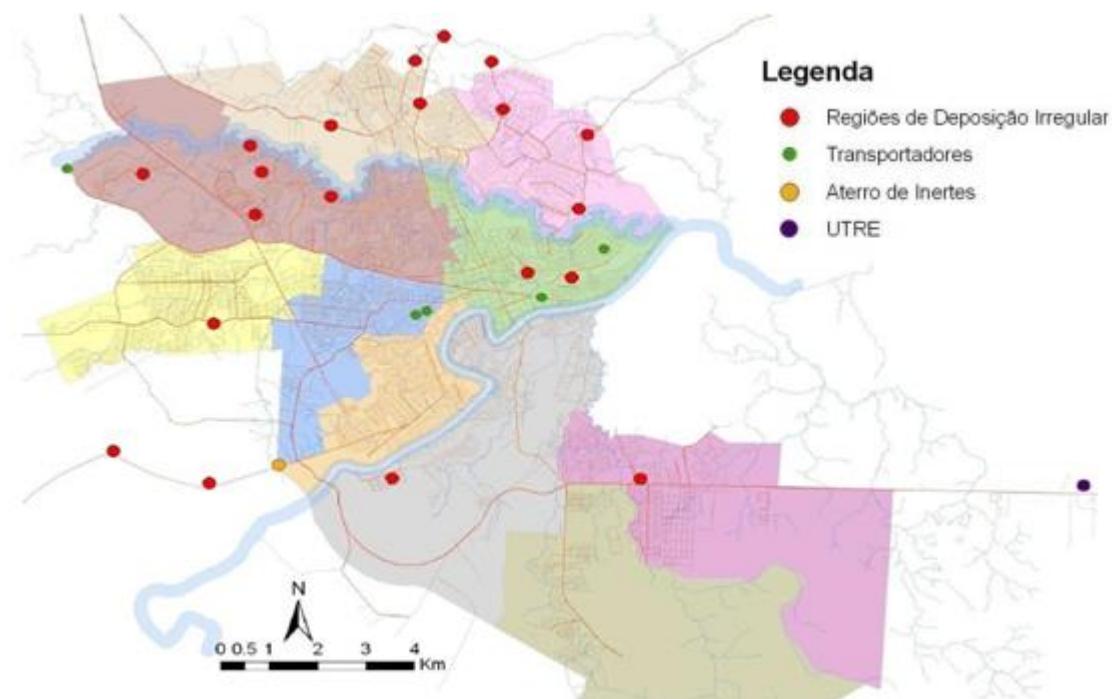 Legenda
Regiões de Deposição Irregular
Transportadores
Aterro de Inertes
UTRE
N
0 0.5 1 2 3 4
Km